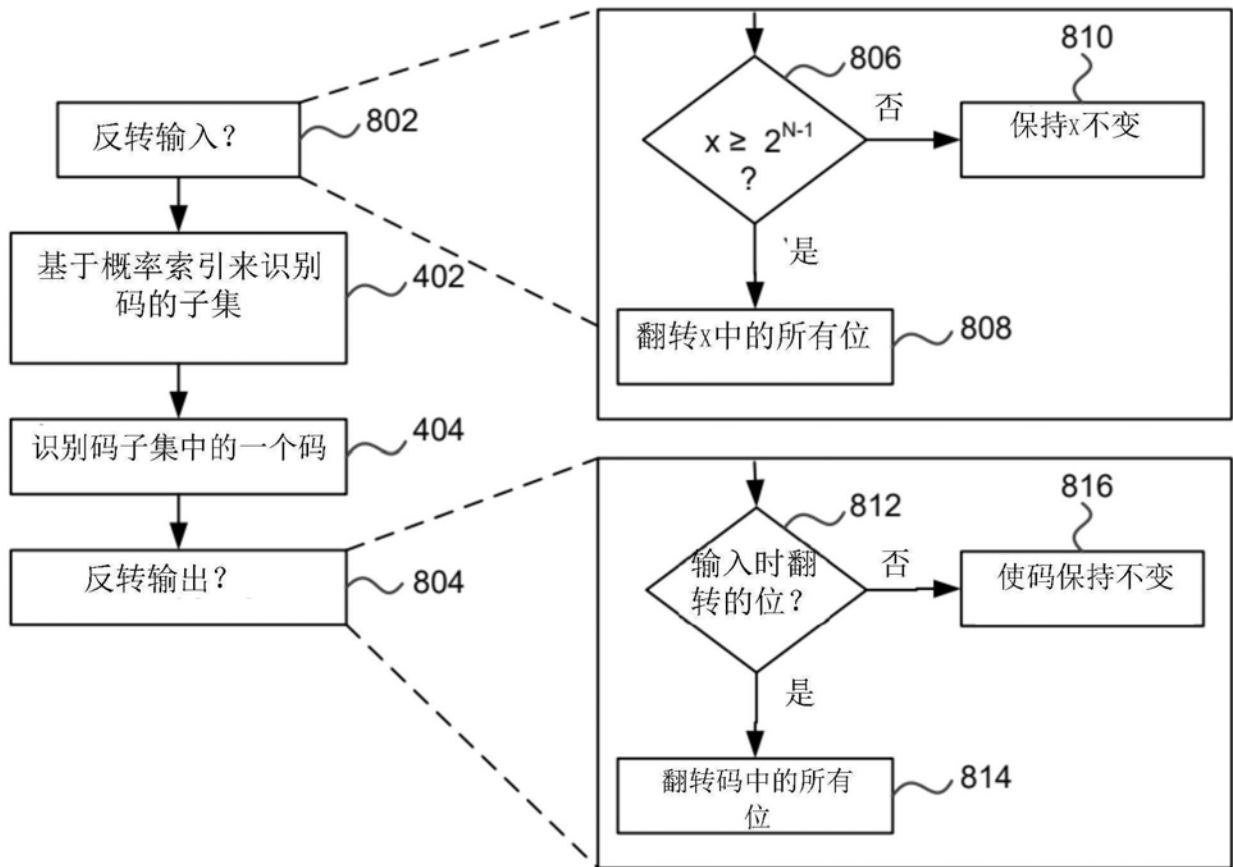 反转输入？
802
基于概率索引来识别
码的子集
402
识别码子集中的一个码
404
反转输出？
804
806
x ≥ 2^{N-1}
?
否
810
保持x不变
是
翻转x中的所有位
808
812
输入时翻
转的位？
否
816
使码保持不变
是
翻转码中的所有
位
814